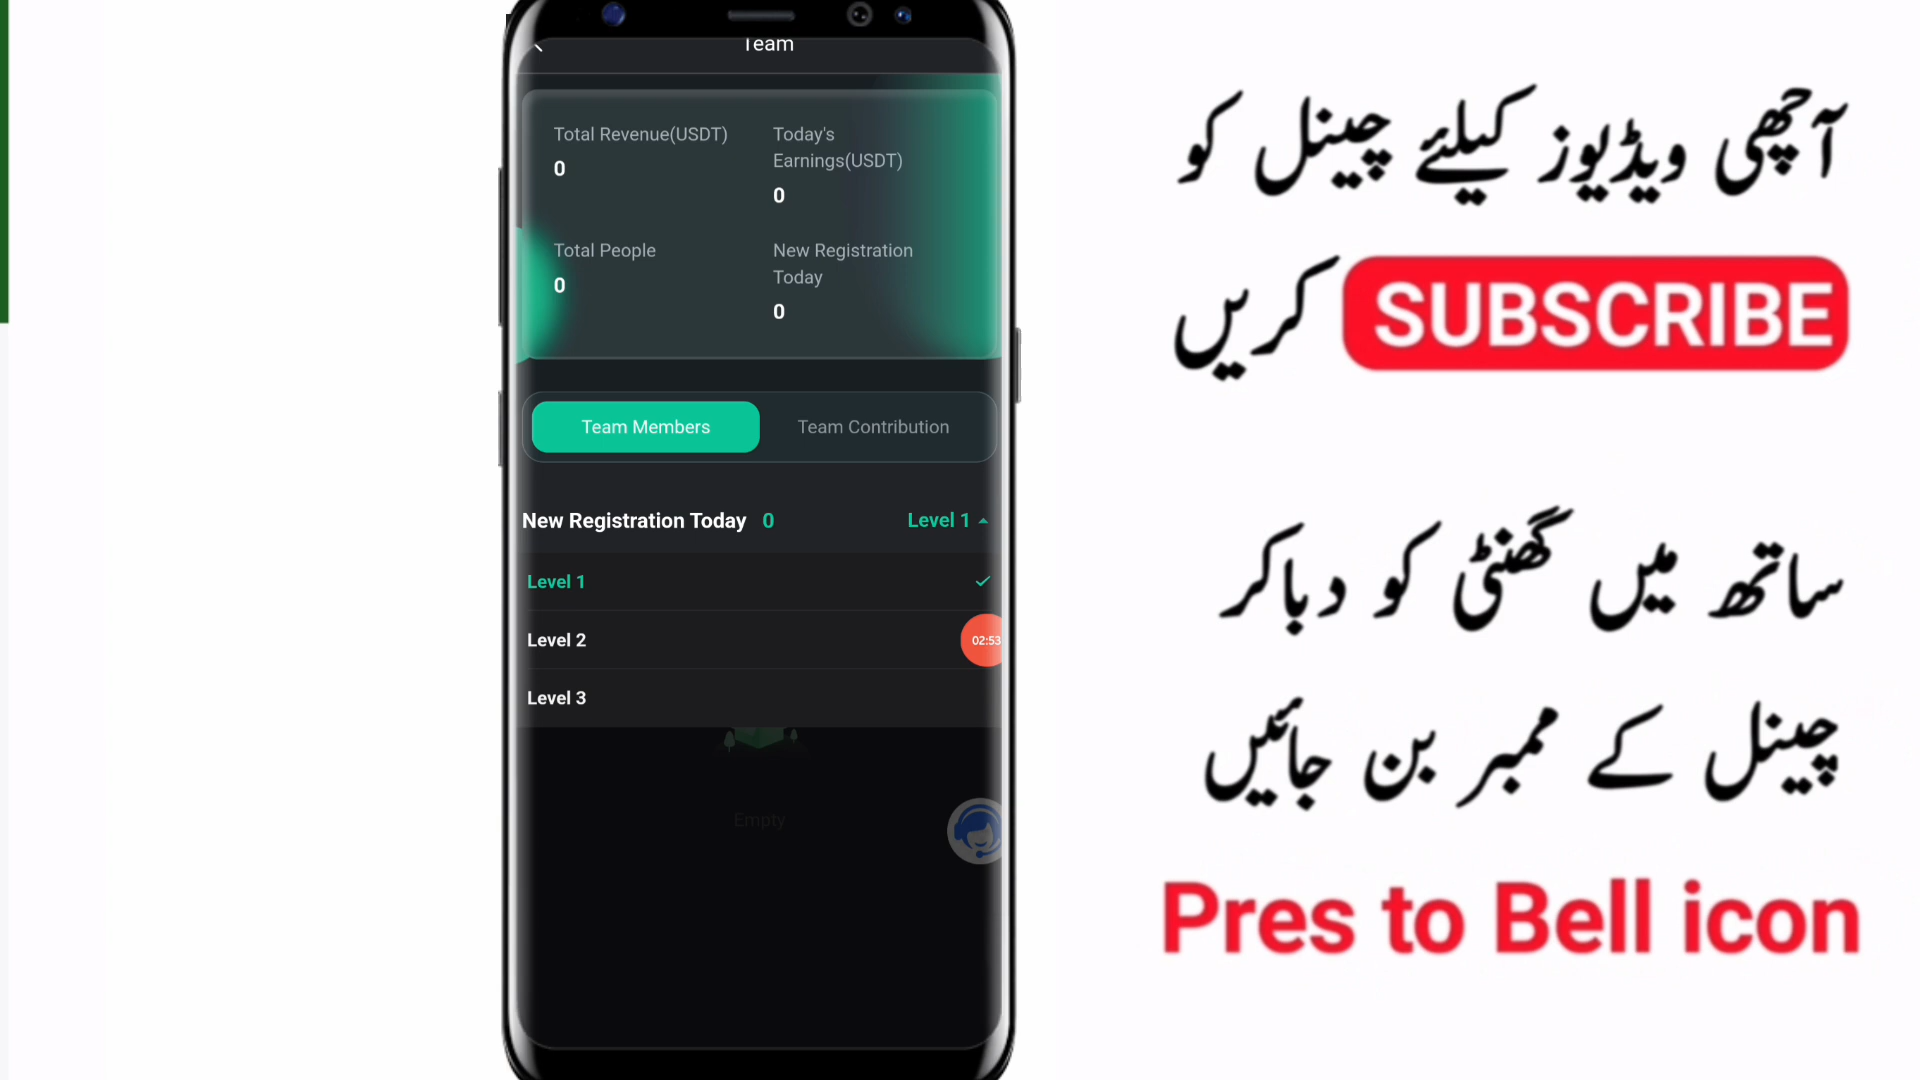 Team
Total Revenue(USDT)
0
Today's
Earnings(USDT)
0
Total People
0
New Registration
Today
0
Team Members
Team Contribution
New Registration Today 0
Level 1
Level 1
Level 2
02:53
Level 3
Empty
آچھی ویڈیوز کیلئے چینل کو
SUBSCRIBE کریں
ساتھ میں گھنٹی کو دباکر
چینل کے ممبر بن جائیں
Pres to Bell icon